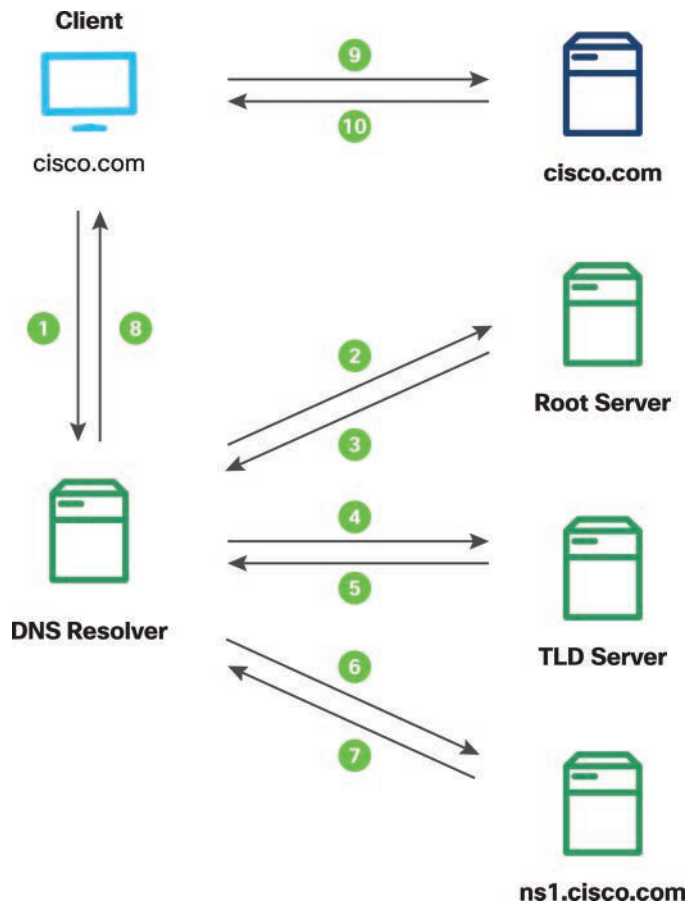 Client
cisco.com
9
10
cisco.com
1
8
2
3
Root Server
DNS Resolver
4
5
TLD Server
6
7
ns1.cisco.com